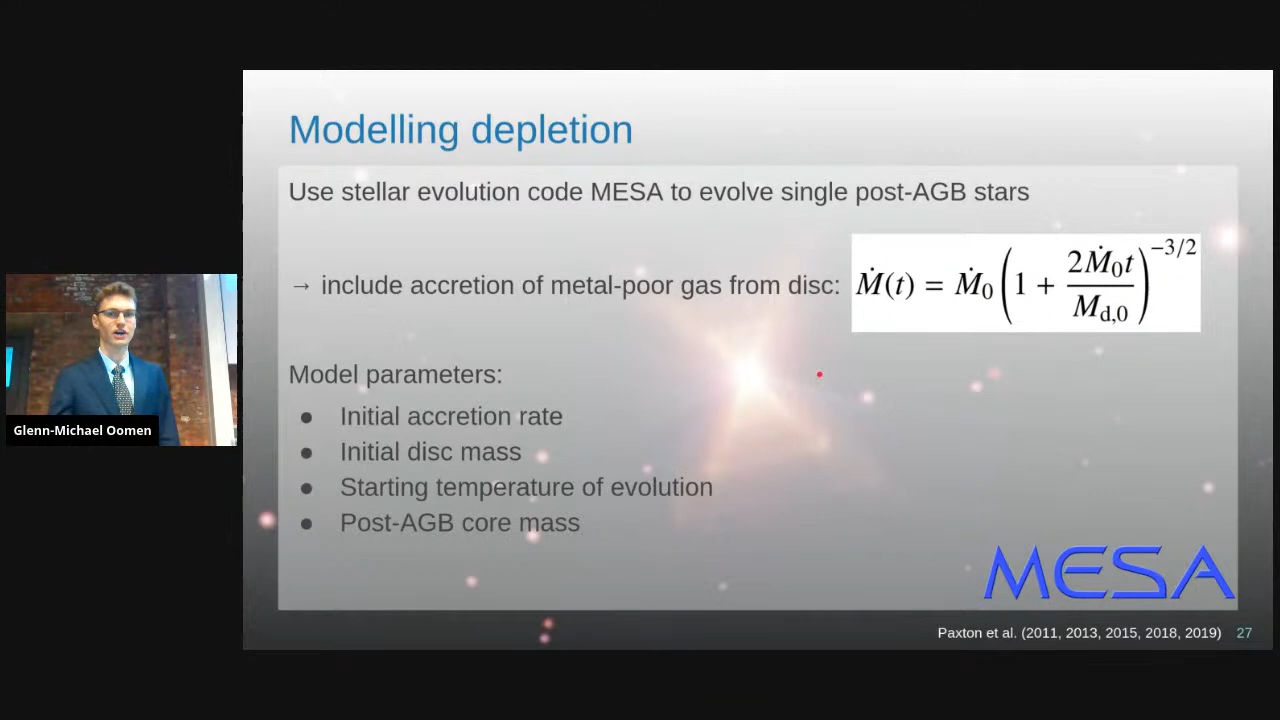 Modelling depletion
Use stellar evolution code MESA to evolve single post-AGB stars
→ include accretion of metal-poor gas from disc: Ṁ(t) = Ṁ₀ (1 + 2Ṁ₀t / M_d,0)^−3/2
Model parameters:
● Initial accretion rate
● Initial disc mass
● Starting temperature of evolution
● Post-AGB core mass
Glenn-Michael Oomen
MESA
Paxton et al. (2011, 2013, 2015, 2018, 2019) 27